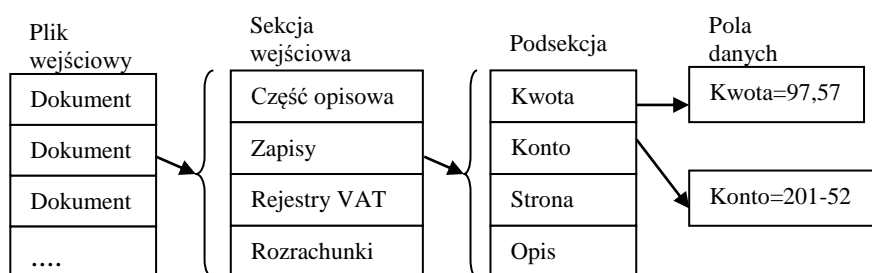 Plik
wejściowy
Dokument
Dokument
Dokument
....
Sekcja
wejściowa
Część opisowa
Zapisy
Rejestry VAT
Rozrachunki
Podsekcja
Kwota
Konto
Strona
Opis
Pola
danych
Kwota=97,57
Konto=201-52